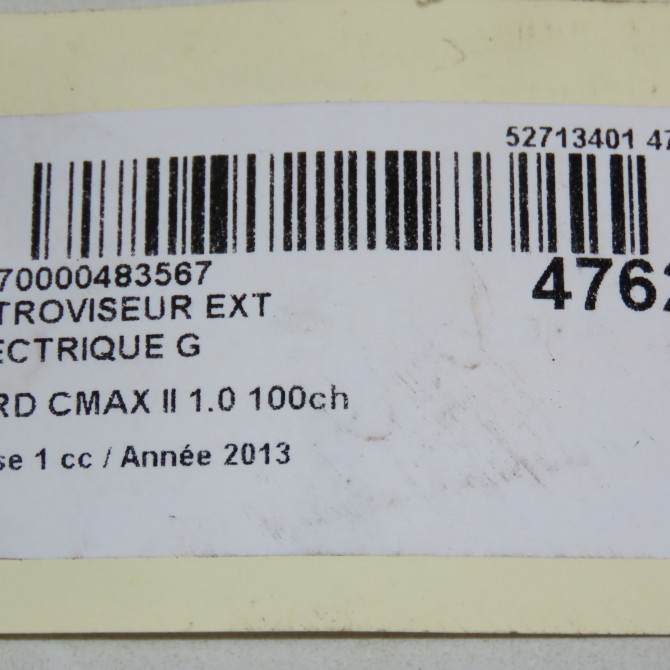 52713401 47
70000483567
4762
TROVISEUR EXT
ECTRIQUE G
RD CMAX II 1.0 100ch
se 1 cc / Année 2013